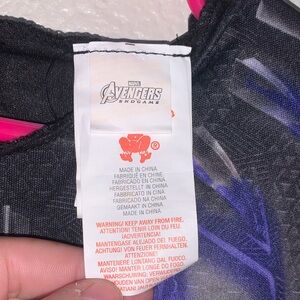 MARVEL
AVENGERS
ENDGAME
®
MADE IN CHINA.
FABRIQUÉ EN CHINE.
FABRICADO EN CHINA.
HERGESTELLT IN CHINA.
FABBRICATO IN CINA.
FABRICADO NA CHINA.
GEMAAKT IN CHINA.
MADE IN CHINA.
WARNING! KEEP AWAY FROM FIRE.
ATTENTION! TENIR LOIN DU FEU.
¡ADVERTENCIA!
MANTENGASE ALEJADO DEL FUEGO.
ACHTUNG! VON FEUER
MANTENERE LONTANO DAL FUOCO.
AVISO! MANTER LONGE DO FOGO
WAARSCHUWING: VERWIJDERD